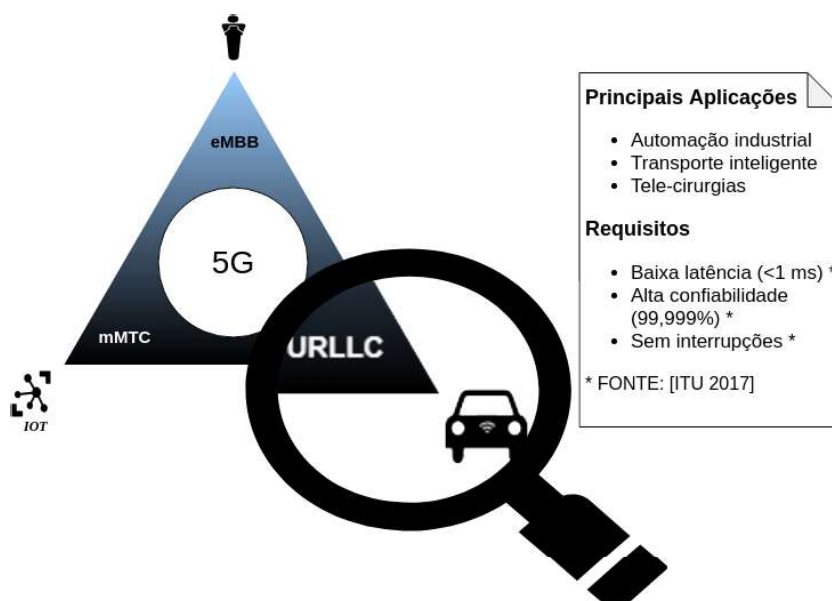 eMBB
5G
mMTC
URLLC
IOT
Principais Aplicações
• Automação industrial
• Transporte inteligente
• Tele-cirurgias
Requisitos
• Baixa latência (<1 ms) *
• Alta confiabilidade
(99,999%) *
• Sem interrupções *
* FONTE: [ITU 2017]